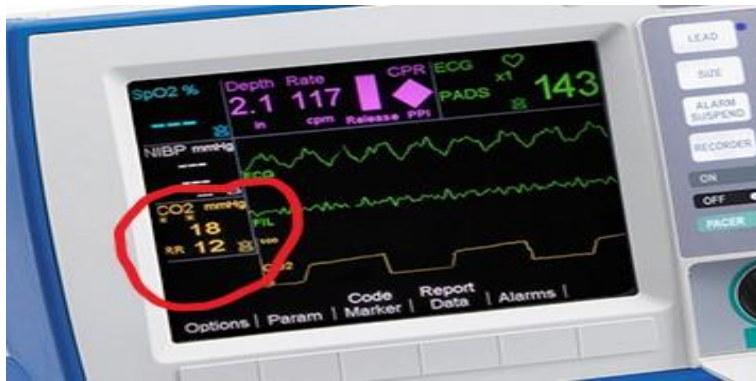 SpO2 %
Depth Rate CPR
2.1 117
in cpm Release PPI
ECG x1
PADS 143
---
NIBP mmHg
---
ECG
CO2 mmHg
18
RR 12
FIL
100
CO2
Options | Param | Code Marker | Report Data | Alarms |
LEAD
SIZE
ALARM SUSPEND
RECORDER
ON
OFF
PACER